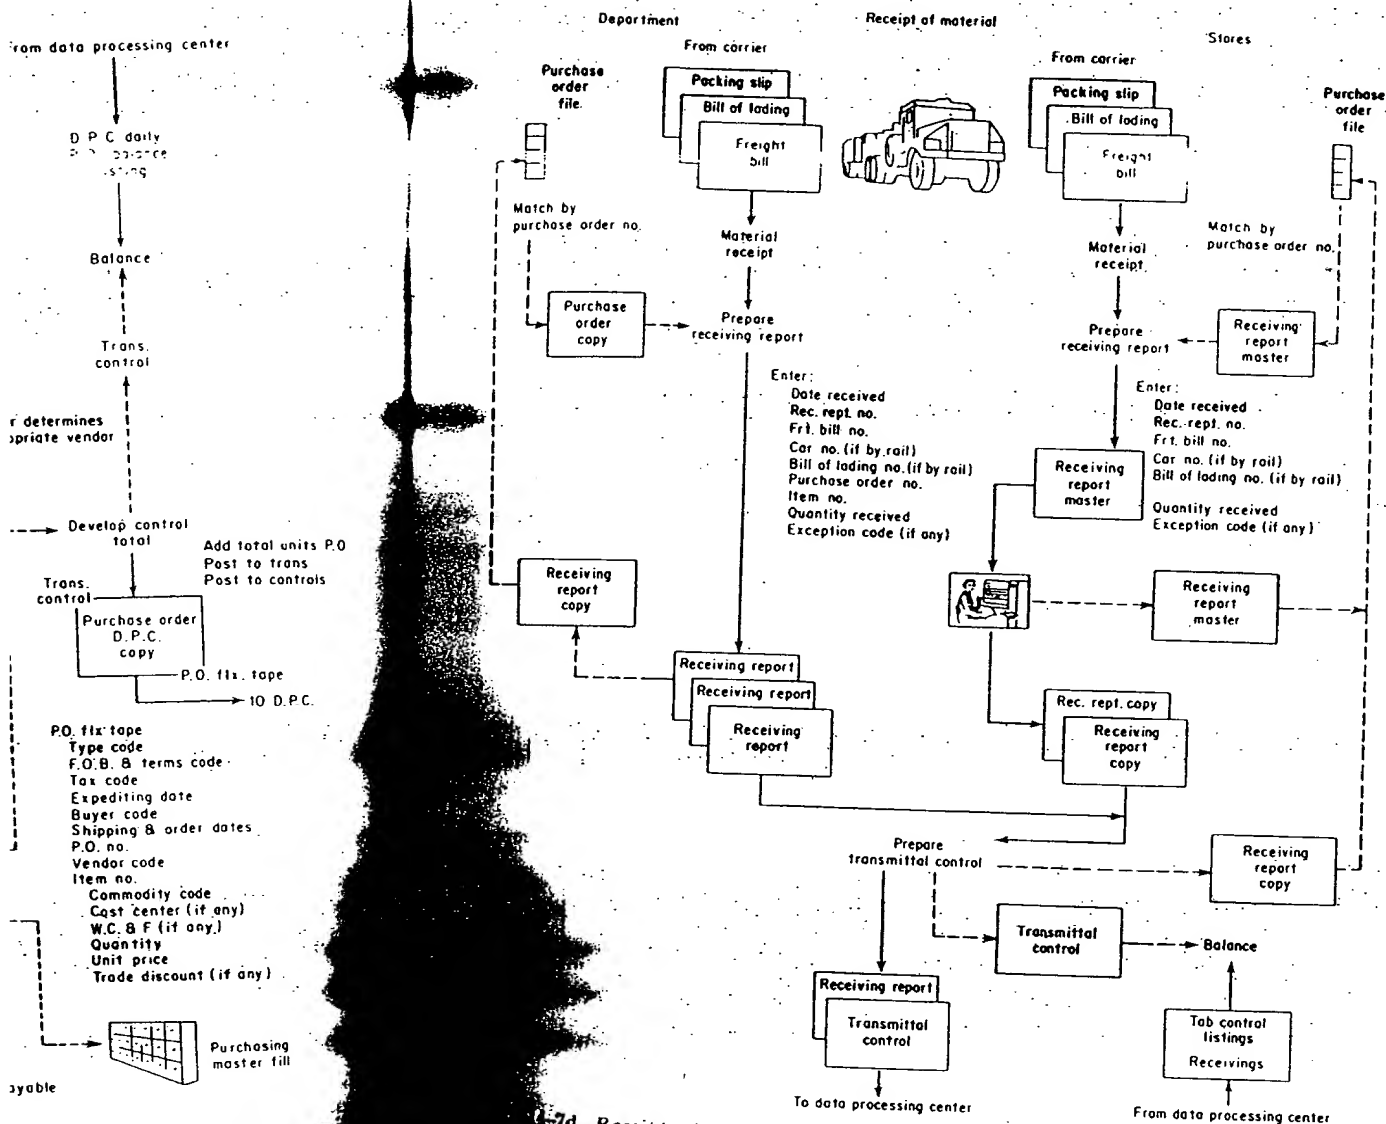 From data processing center
D P C daily
balance
Balance
Trans.
control
r determines
opriate vendor
Develop control
total
Add total units P.O
Post to trans
Post to controls
Trans.
control
Purchase order
D.P.C.
copy
P.O. flx. tape
10 D.P.C.
P.O. flx tape
Type code
F.O.B. & terms code
Tax code
Expediting date
Buyer code
Shipping & order dates
P.O. no.
Vendor code
Item no.
Commodity code
Cost center (if any)
W.C. & F (if any)
Quantity
Unit price
Trade discount (if any)
Purchasing
master fill
ayable
Department
Receipt of material
Stores
Purchase
order
file
From carrier
Packing slip
Bill of lading
Freight
bill
Match by
purchase order no.
Material
receipt
Purchase
order
copy
Prepare
receiving report
Enter:
Date received
Rec. rept. no.
Frt. bill no.
Car no. (if by rail)
Bill of lading no. (if by rail)
Purchase order no.
Item no.
Quantity received
Exception code (if any)
Receiving
report
copy
Receiving report
Receiving report
Receiving
report
From carrier
Packing slip
Bill of lading
Freight
bill
Purchase
order
file
Match by
purchase order no.
Material
receipt
Prepare
receiving report
Receiving
report
master
Enter:
Date received
Rec. rept. no.
Frt. bill no.
Car no. (if by rail)
Bill of lading no. (if by rail)
Quantity received
Exception code (if any)
Receiving
report
master
Receiving
report
master
Rec. rept. copy
Receiving
report
copy
Prepare
transmittal control
Receiving
report
copy
Transmittal
control
Balance
Receiving report
Transmittal
control
Tab control
listings
Receivings
To data processing center
From data processing center